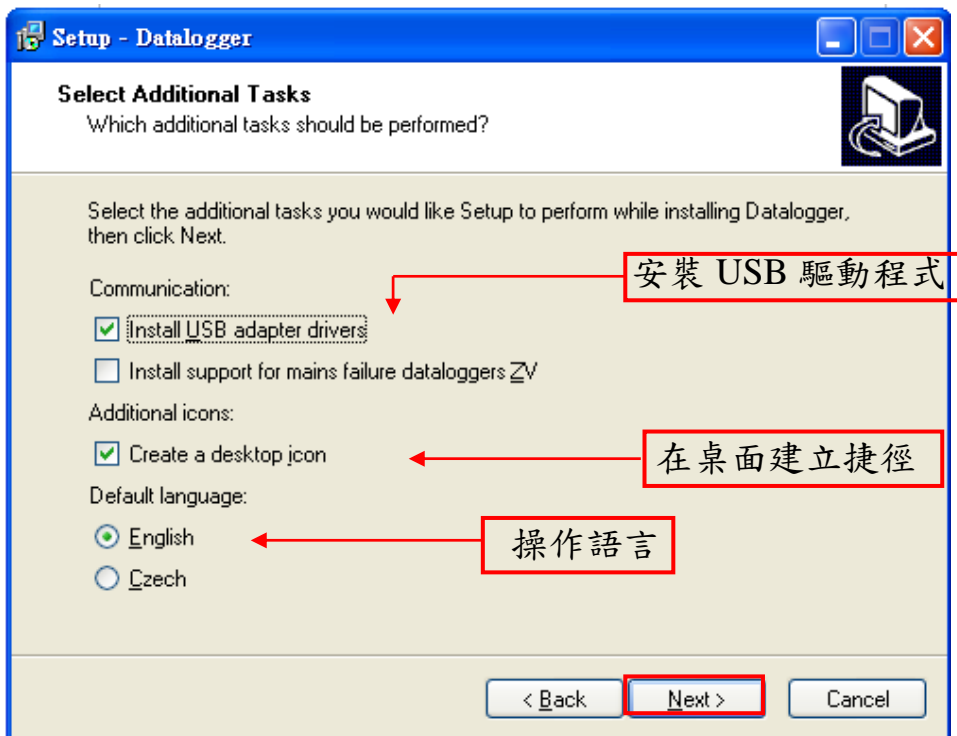 Setup - Datalogger
Select Additional Tasks
Which additional tasks should be performed?
Select the additional tasks you would like Setup to perform while installing Datalogger,
then click Next.
安裝 USB 驅動程式
Communication:
Install USB adapter drivers
Install support for mains failure dataloggers ZV
Additional icons:
Create a desktop icon
在桌面建立捷徑
Default language:
English
操作語言
Czech
< Back
Next >
Cancel